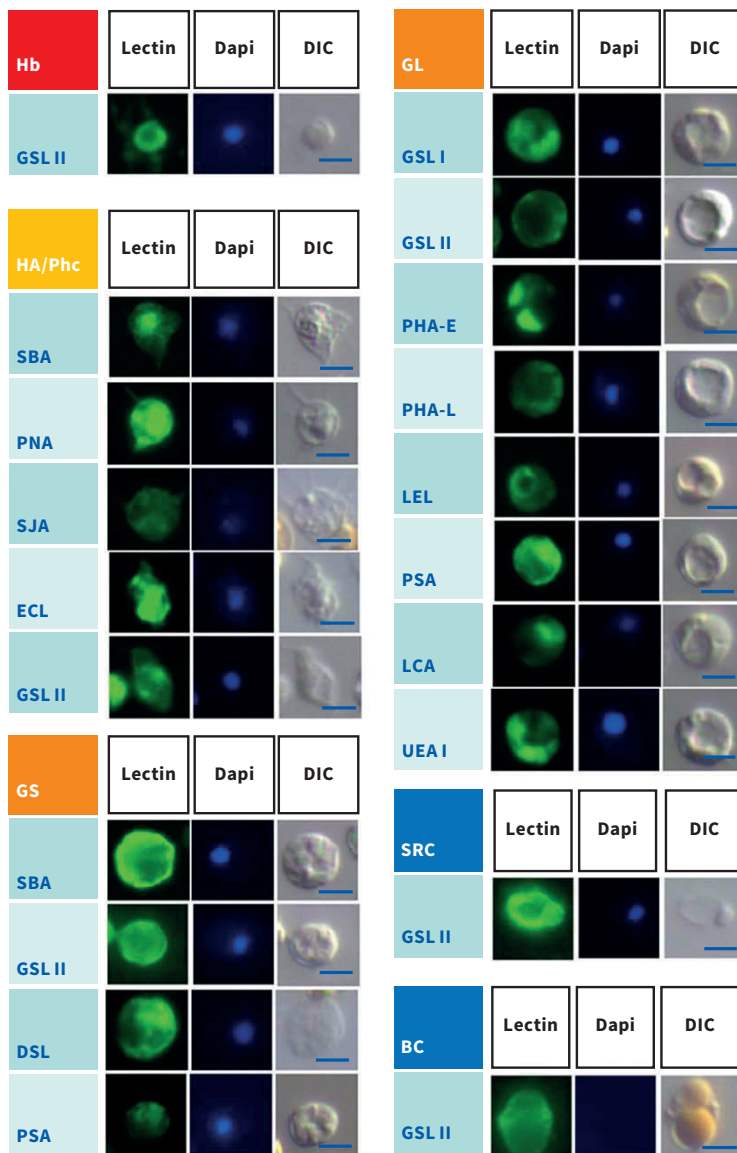 Hb Lectin Dapi DIC
GSL II
HA/Phc Lectin Dapi DIC
SBA
PNA
SJA
ECL
GSL II
GS Lectin Dapi DIC
SBA
GSL II
DSL
PSA
GL Lectin Dapi DIC
GSL I
GSL II
PHA-E
PHA-L
LEL
PSA
LCA
UEA I
SRC Lectin Dapi DIC
GSL II
BC Lectin Dapi DIC
GSL II